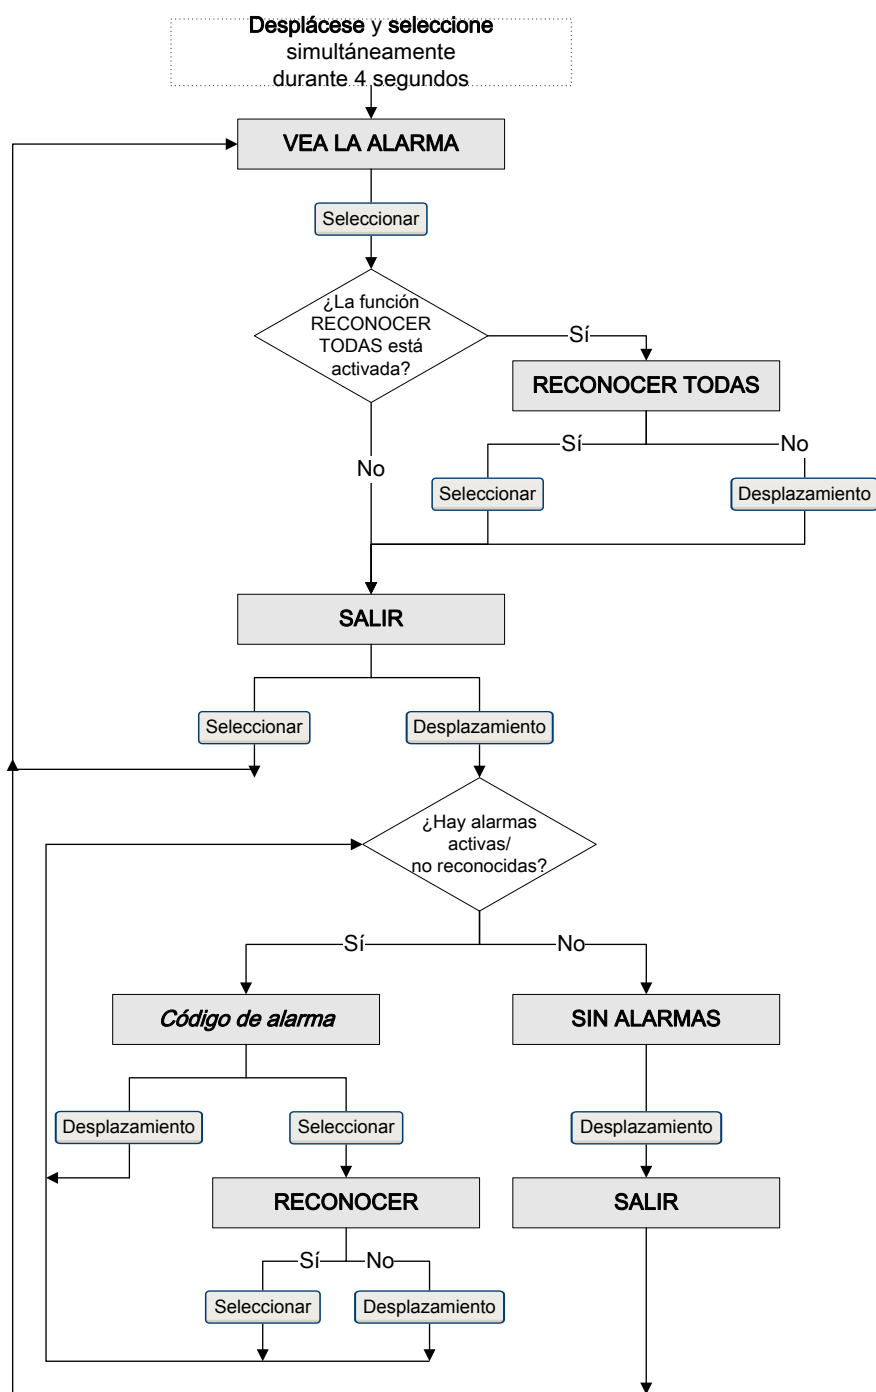 Desplácese y seleccione
simultáneamente
durante 4 segundos
VEA LA ALARMA
Seleccionar
¿La función
RECONOCER
TODAS está
activada?
Sí
RECONOCER TODAS
No
Sí
No
Seleccionar
Desplazamiento
SALIR
Seleccionar
Desplazamiento
¿Hay alarmas
activas/
no reconocidas?
Sí
No
Código de alarma
SIN ALARMAS
Desplazamiento
Seleccionar
Desplazamiento
RECONOCER
SALIR
Sí
No
Seleccionar
Desplazamiento